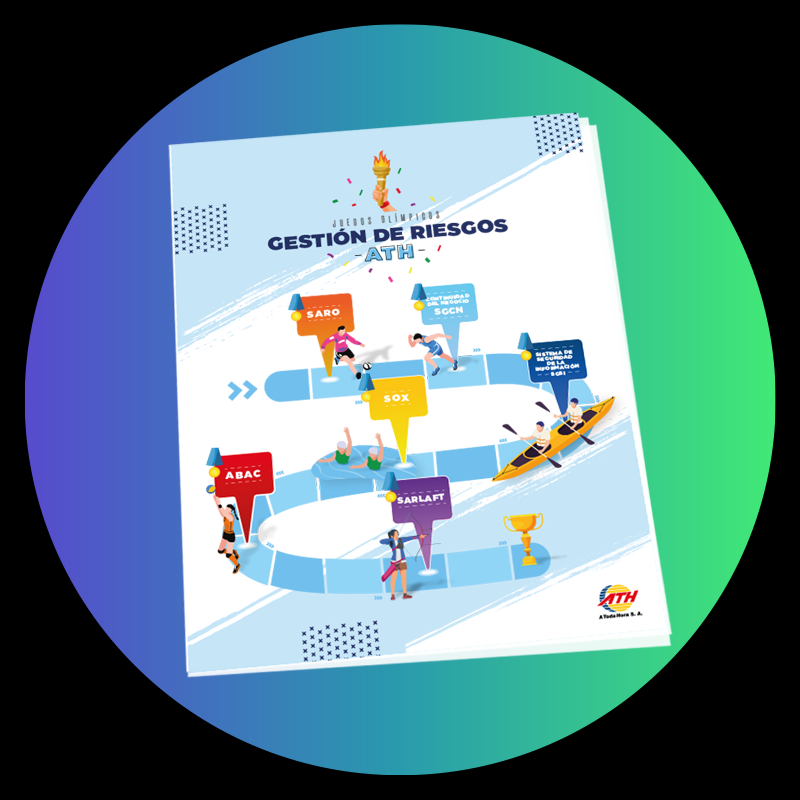 JUEGOS OLÍMPICOS
GESTIÓN DE RIESGOS
-ATH-
SARO
CONTINUIDAD
DEL NEGOCIO
SGCN
SISTEMA DE
SEGURIDAD
DE LA
INFORMACIÓN
SGSI
SOX
ABAC
SARLAFT
ATH
A Toda Hora S. A.